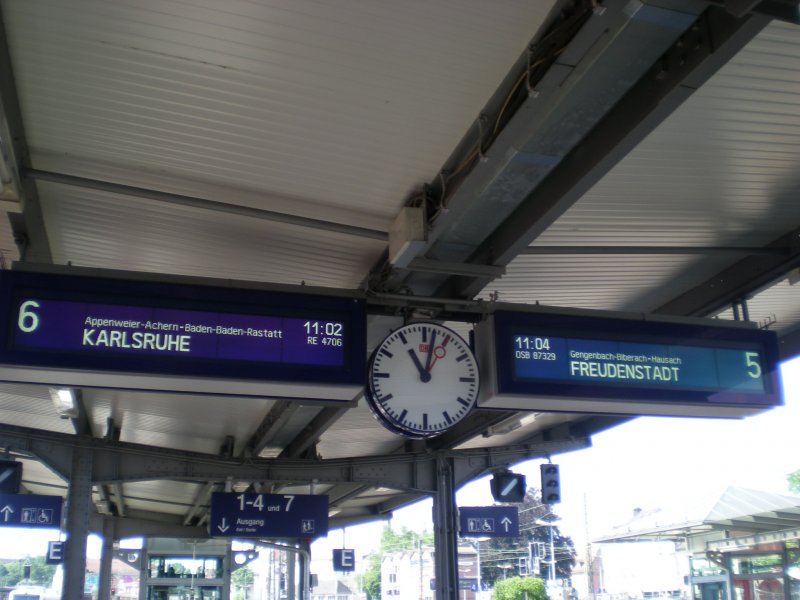 6
Appenweier-Achern-Baden-Baden-Rastatt
KARLSRUHE
11:02
RE 4706
DB
11:04
OSB 87329
Gengenbach-Biberach-Hausach
FREUDENSTADT
5
1-4 und 7
Ausgang
E
E